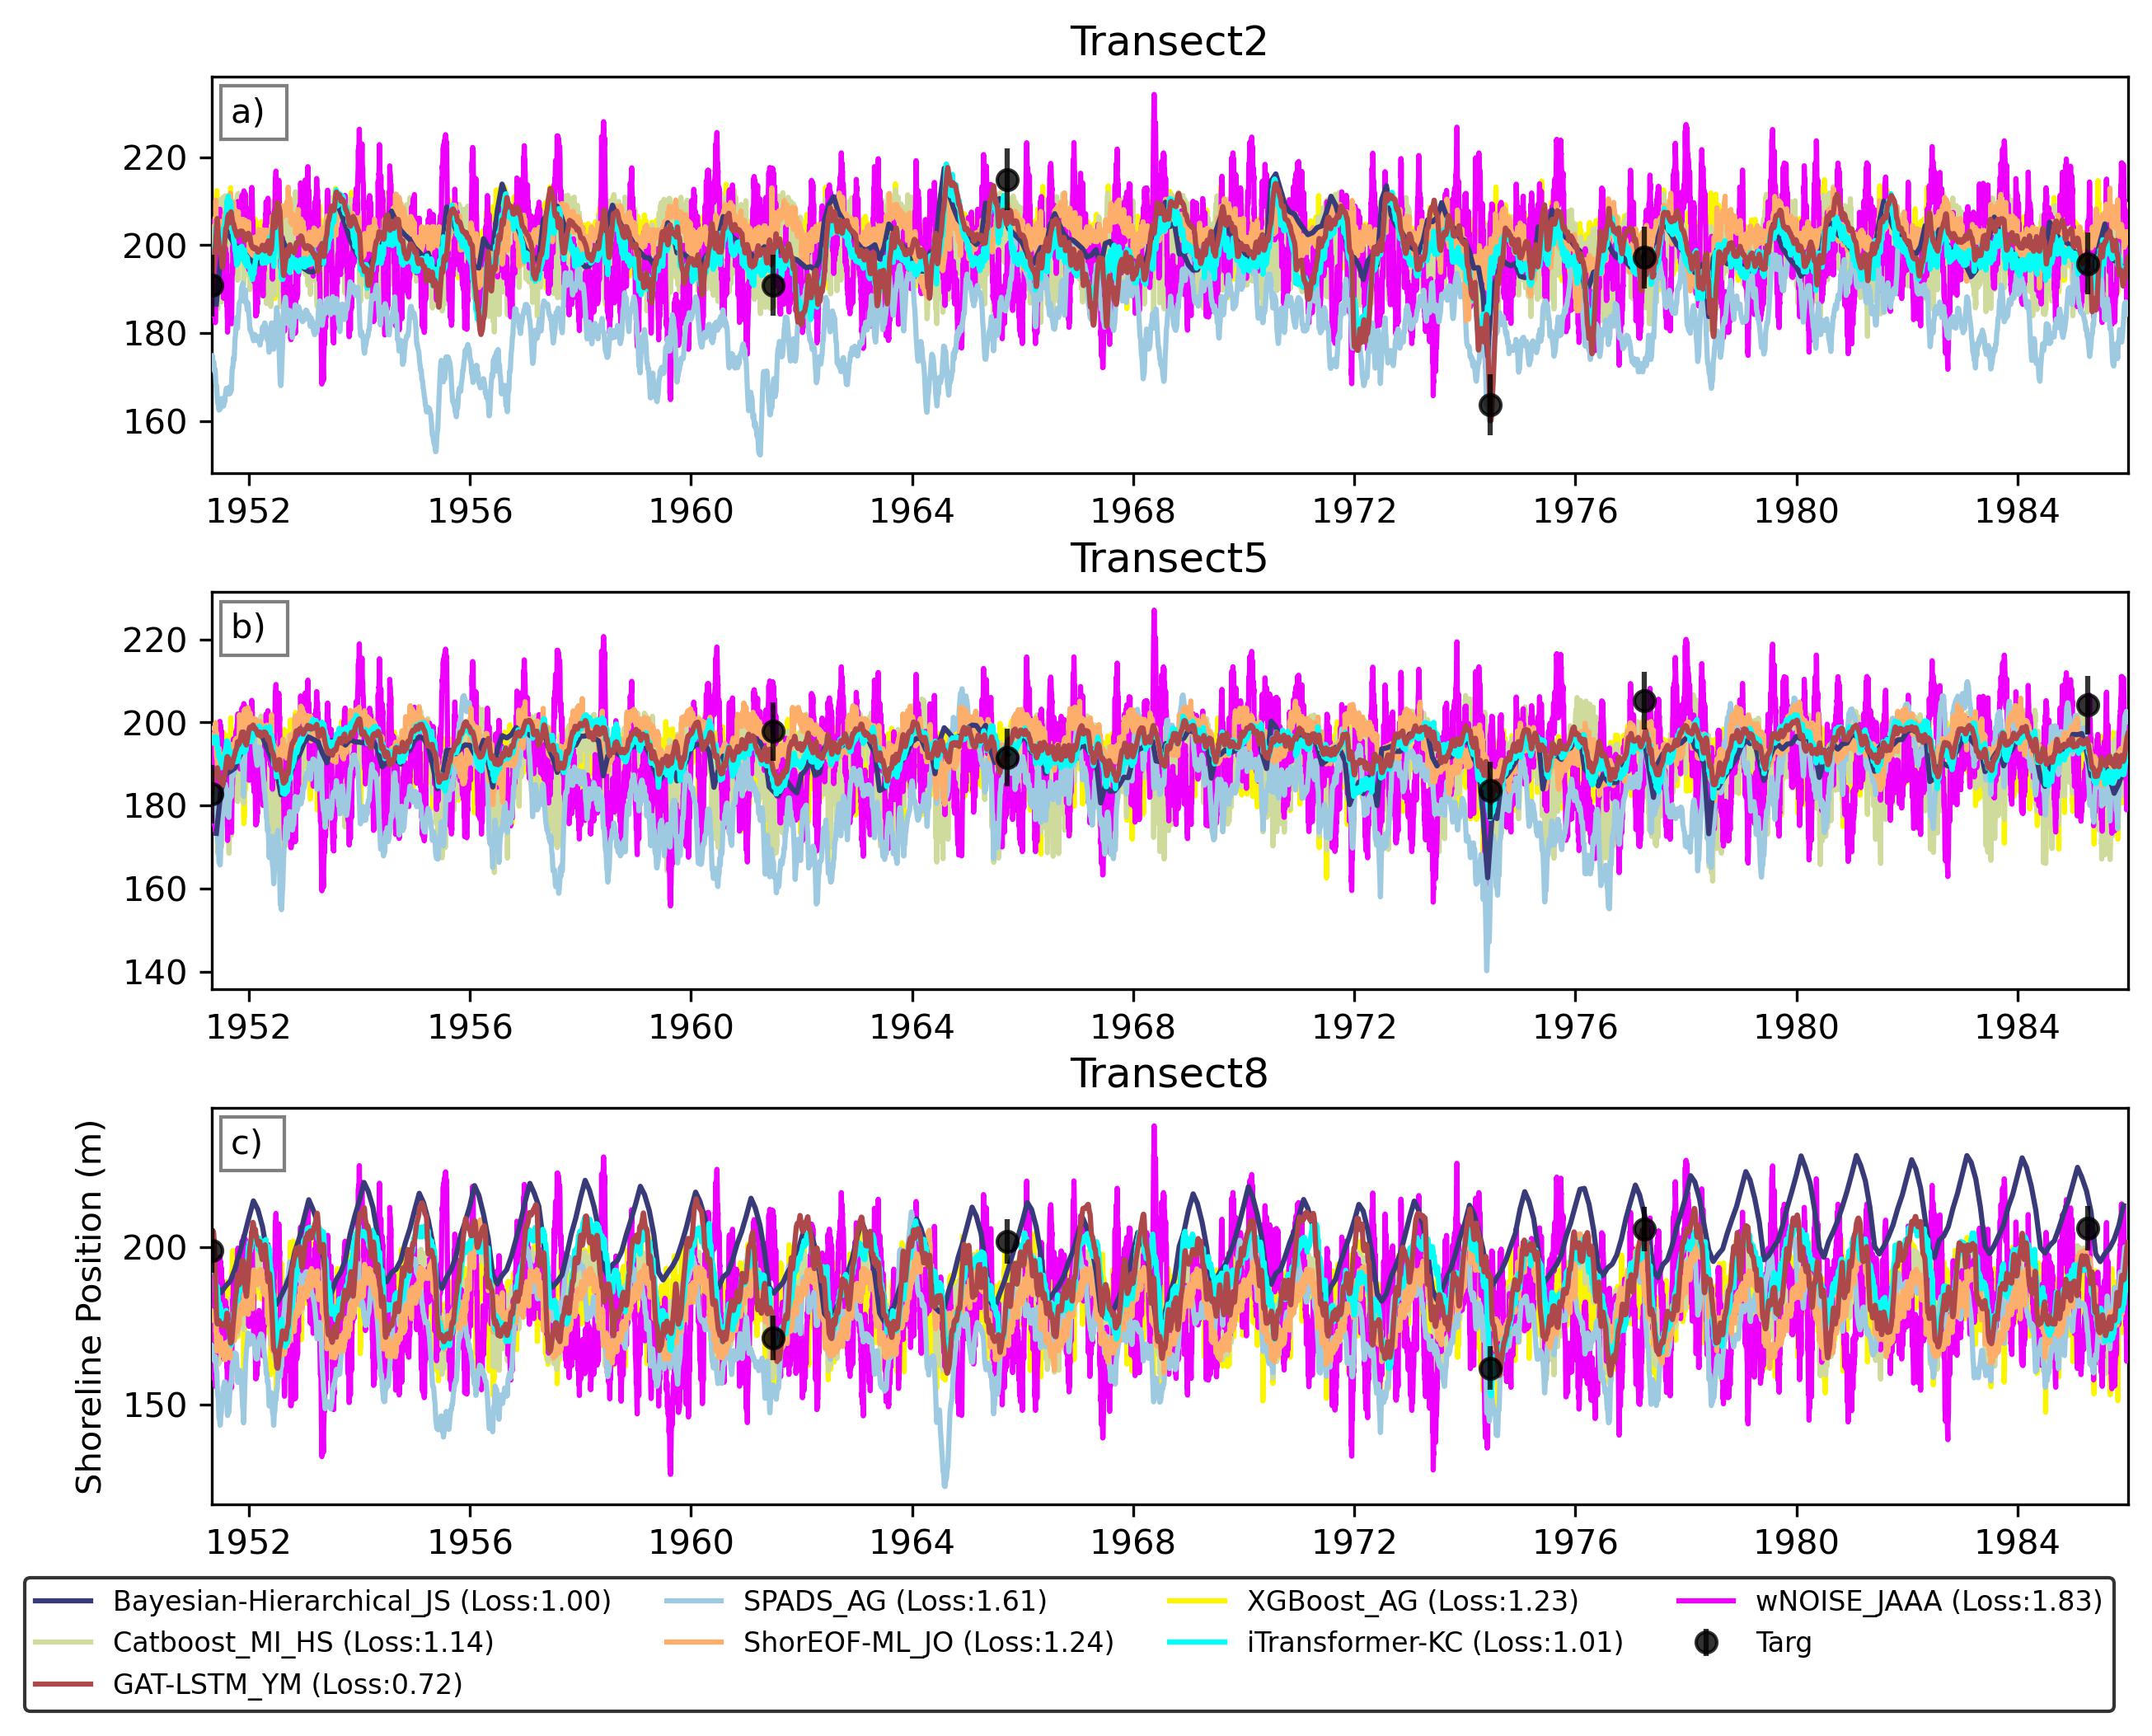 Transect2
a)
220
200
180
160
1952 1956 1960 1964 1968 1972 1976 1980 1984
Transect5
b)
220
200
180
160
140
1952 1956 1960 1964 1968 1972 1976 1980 1984
Transect8
c)
Shoreline Position (m)
200
150
1952 1956 1960 1964 1968 1972 1976 1980 1984
Bayesian-Hierarchical_JS (Loss:1.00) SPADS_AG (Loss:1.61) XGBoost_AG (Loss:1.23) wNOISE_JAAA (Loss:1.83)
Catboost_MI_HS (Loss:1.14) ShorEOF-ML_JO (Loss:1.24) iTransformer-KC (Loss:1.01) Targ
GAT-LSTM_YM (Loss:0.72)